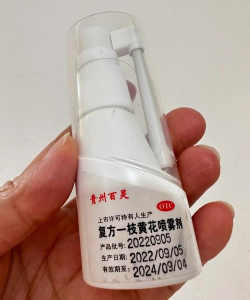 贵州百灵
OTC
上市许可持有人生产
复方一枝黄花喷雾剂
产品批号: 20220905
生产日期: 2022/09/05
有效期至: 2024/09/04